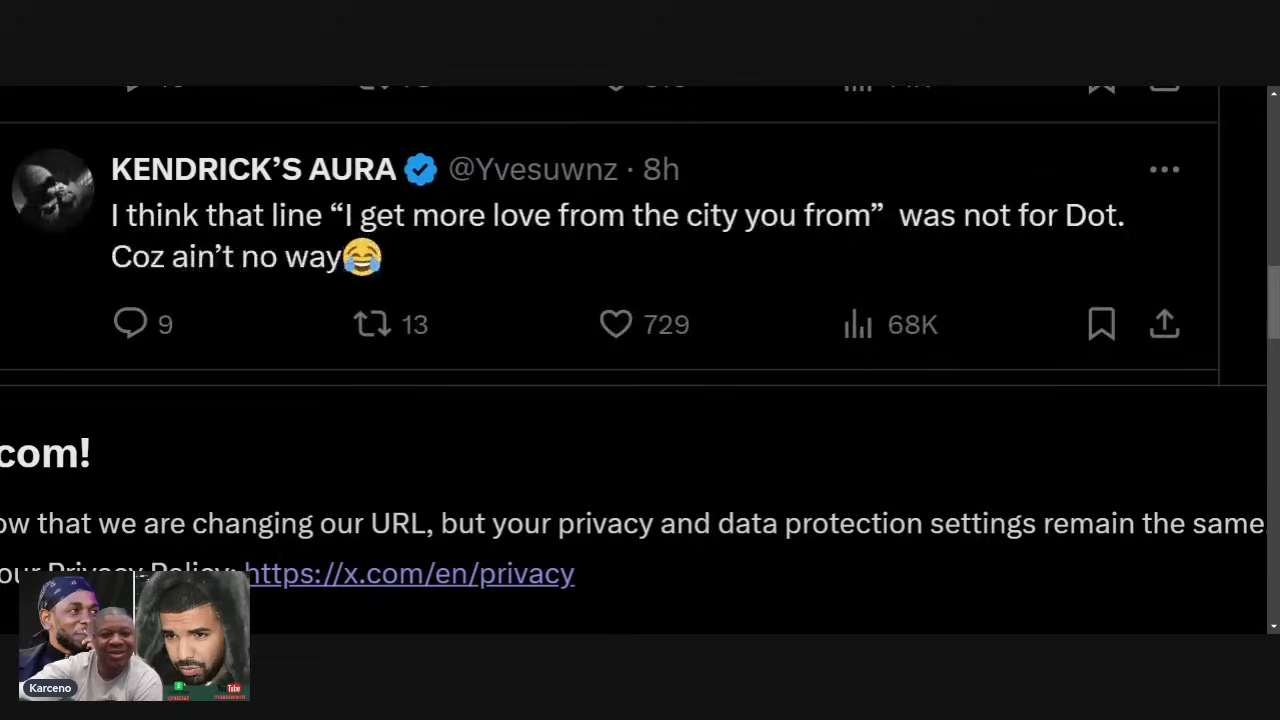 KENDRICK’S AURA @Yvesuwnz · 8h
I think that line “I get more love from the city you from”  was not for Dot.
Coz ain’t no way😂
9 13 729 68K
com!
ow that we are changing our URL, but your privacy and data protection settings remain the same
our Privacy Policy: https://x.com/en/privacy
Karceno